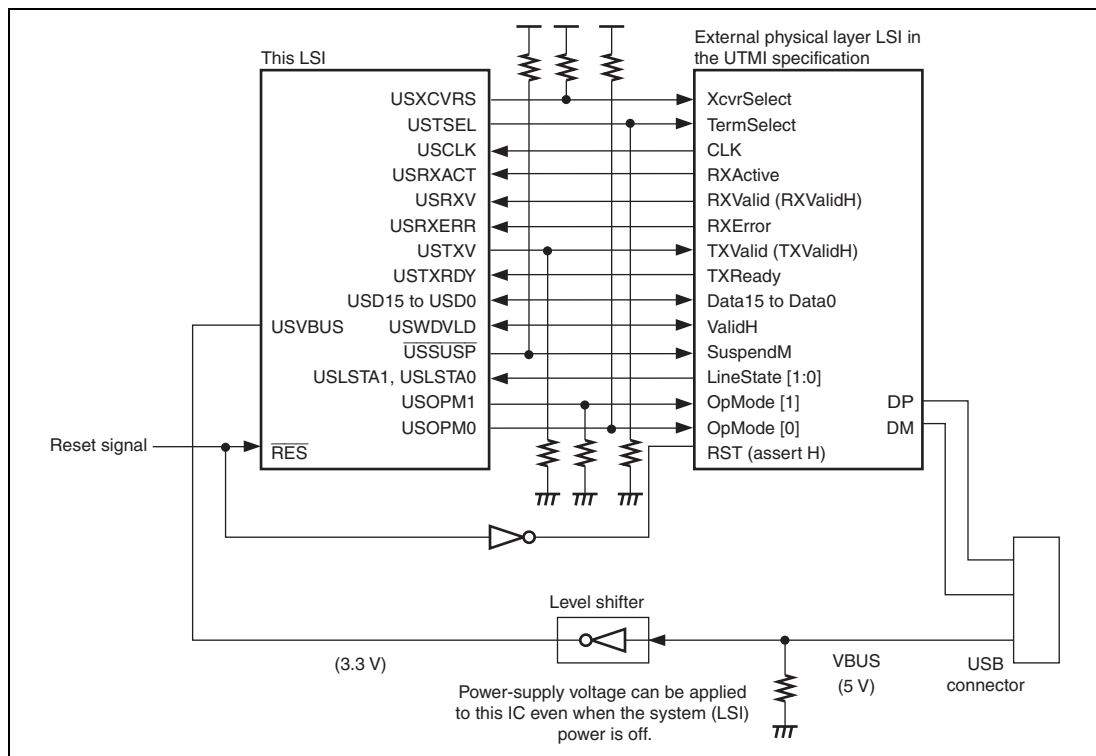 This LSI
External physical layer LSI in
the UTMI specification
USXCVRS
XcvrSelect
USTSEL
TermSelect
USCLK
CLK
USRXACT
RXActive
USRXV
RXValid (RXValidH)
USRXERR
RXError
USTXV
TXValid (TXValidH)
USTXRDY
TXReady
USD15 to USD0
Data15 to Data0
USVBUS
USWDVLD
ValidH
USSUSP
SuspendM
USLSTA1, USLSTA0
LineState [1:0]
USOPM1
OpMode [1]
DP
USOPM0
OpMode [0]
DM
Reset signal
RES
RST (assert H)
Level shifter
(3.3 V)
VBUS
(5 V)
USB
connector
Power-supply voltage can be applied
to this IC even when the system (LSI)
power is off.